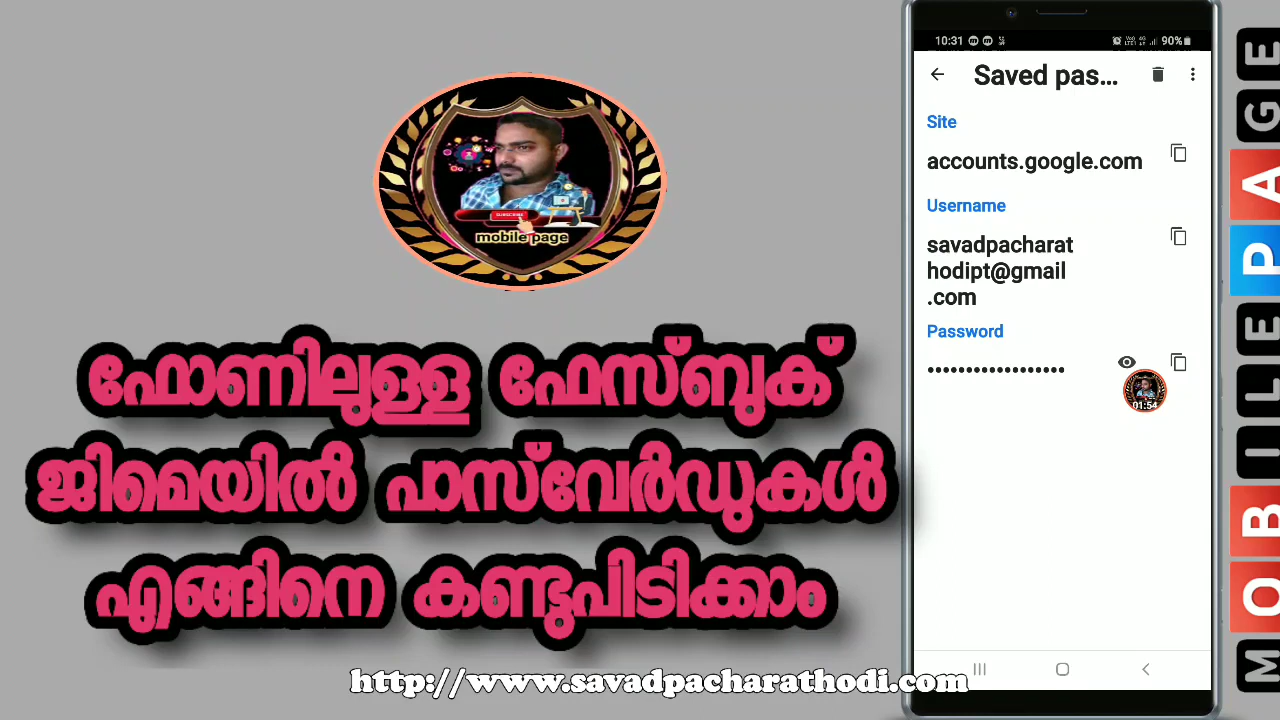 SUBSCRIBE
mobile page
ഫോണിലുള്ള ഫേസ്ബുക്
ജിമെയിൽ പാസ്‌വേർഡുകൾ
എങ്ങിനെ കണ്ടുപിടിക്കാം
http://www.savadpacharathodi.com
10:31
90%
Saved pas...
Site
accounts.google.com
Username
savadpacharat
hodipt@gmail
.com
Password
••••••••••••••••••
01:54
MOBILE PAGE